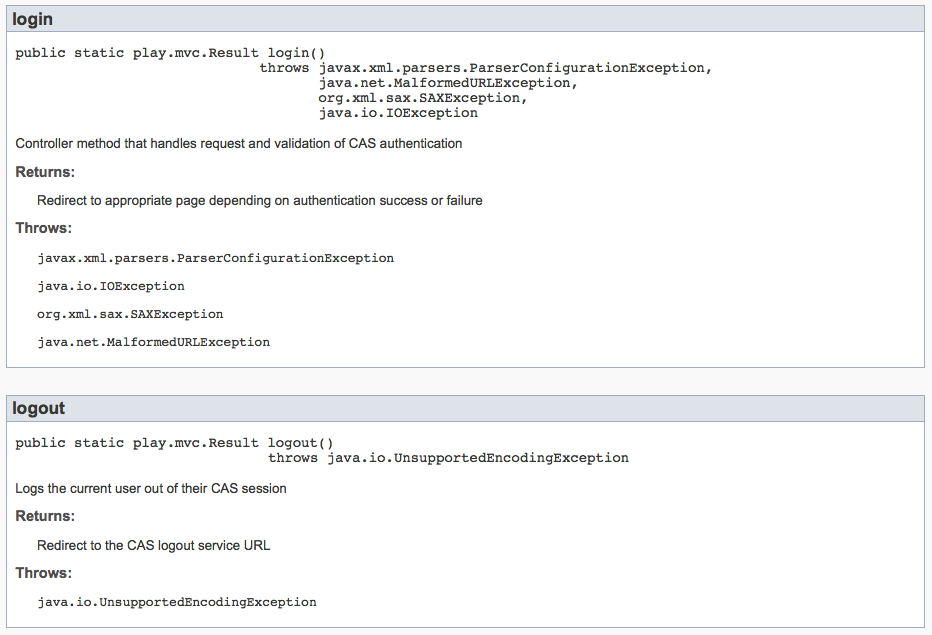 login
public static play.mvc.Result login()
throws javax.xml.parsers.ParserConfigurationException,
java.net.MalformedURLException,
org.xml.sax.SAXException,
java.io.IOException
Controller method that handles request and validation of CAS authentication
Returns:
Redirect to appropriate page depending on authentication success or failure
Throws:
javax.xml.parsers.ParserConfigurationException
java.io.IOException
org.xml.sax.SAXException
java.net.MalformedURLException
logout
public static play.mvc.Result logout()
throws java.io.UnsupportedEncodingException
Logs the current user out of their CAS session
Returns:
Redirect to the CAS logout service URL
Throws:
java.io.UnsupportedEncodingException